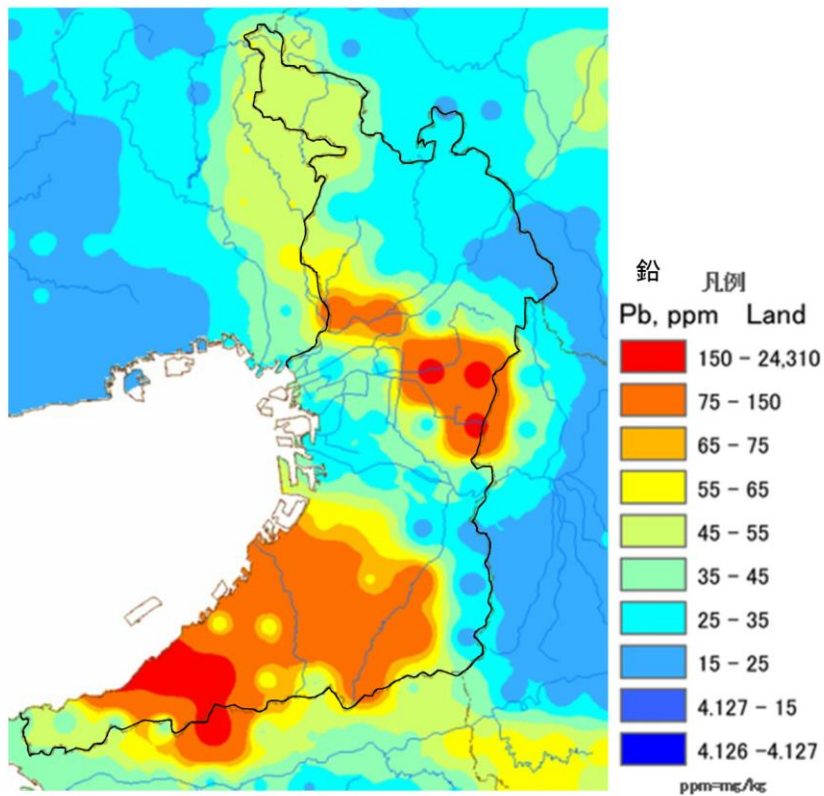 鉛 凡例
Pb, ppm Land
150 - 24,310
75 - 150
65 - 75
55 - 65
45 - 55
35 - 45
25 - 35
15 - 25
4.127 - 15
4.126 -4.127
ppm=mg/kg